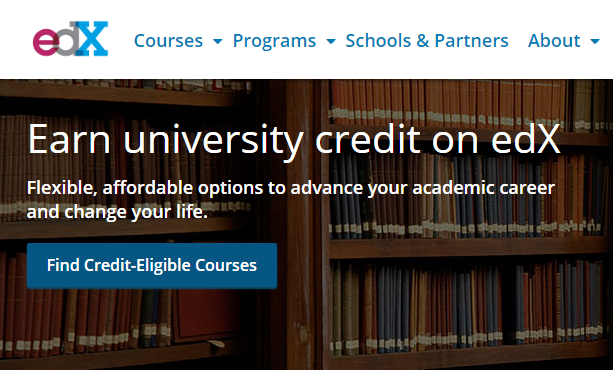 edX
Courses Programs Schools & Partners About
Earn university credit on edX
Flexible, affordable options to advance your academic career
and change your life.
Find Credit-Eligible Courses